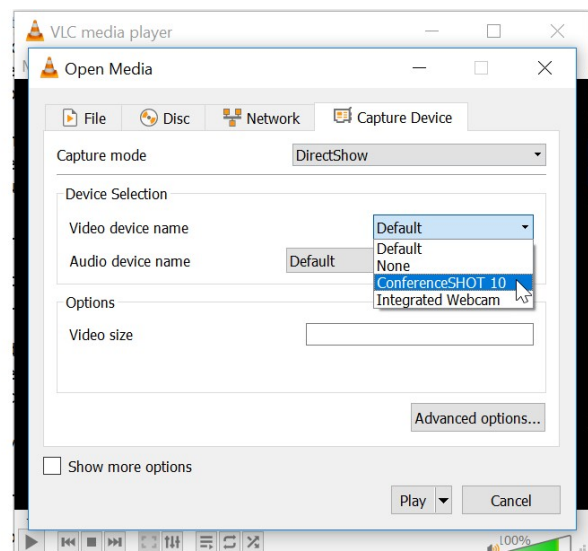 VLC media player
Open Media
File Disc Network Capture Device
Capture mode DirectShow
Device Selection
Video device name Default
Default
Audio device name Default
None
ConferenceSHOT 10
Integrated Webcam
Options
Video size
Advanced options...
Show more options
Play Cancel
100%